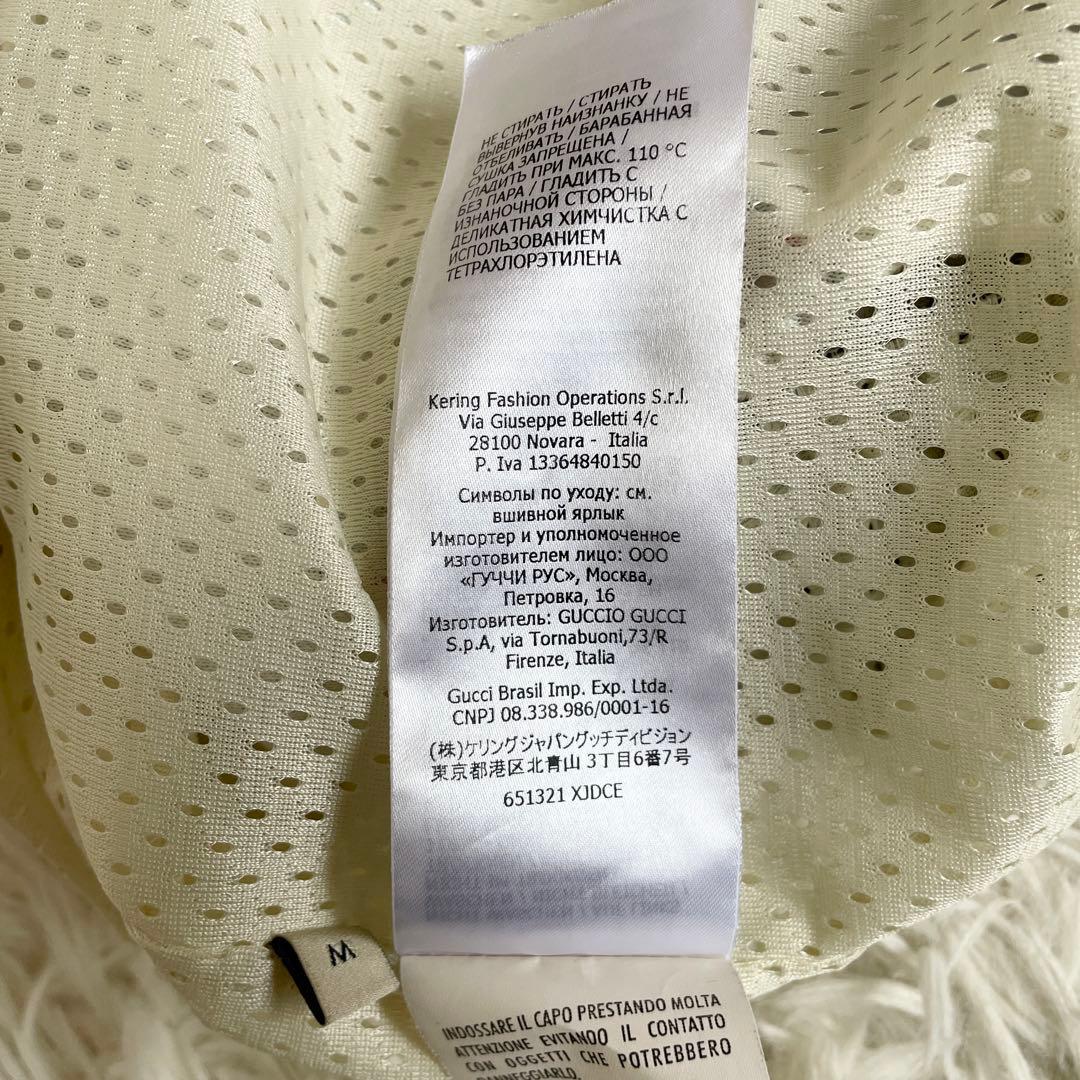 НЕ СТИРАТЬ / СТИРАТЬ
ВЫВЕРНУВ НАИЗНАНКУ / НЕ
ОТБЕЛИВАТЬ / БАРАБАННАЯ
СУШКА ЗАПРЕЩЕНА /
ГЛАДИТЬ ПРИ МАКС. 110 °C
БЕЗ ПАРА / ГЛАДИТЬ С
ИЗНАНОЧНОЙ СТОРОНЫ /
ДЕЛИКАТНАЯ ХИМЧИСТКА С
ИСПОЛЬЗОВАНИЕМ
ТЕТРАХЛОРЭТИЛЕНА
Kering Fashion Operations S.r.l.
Via Giuseppe Belletti 4/c
28100 Novara - Italia
P. Iva 13364840150
Символы по уходу: см.
вшивной ярлык
Импортер и уполномоченное
изготовителем лицо: ООО
«ГУЧЧИ РУС», Москва,
Петровка, 16
Изготовитель: GUCCIO GUCCI
S.p.A, via Tornabuoni,73/R
Firenze, Italia
Gucci Brasil Imp. Exp. Ltda.
CNPJ 08.338.986/0001-16
(株)ケリングジャパングッチディビジョン
東京都港区北青山 3丁目6番7号
651321 XJDCE
M
INDOSSARE IL CAPO PRESTANDO MOLTA
ATTENZIONE EVITANDO IL CONTATTO
CON OGGETTI CHE POTREBBERO
DANNEGGIARLO.